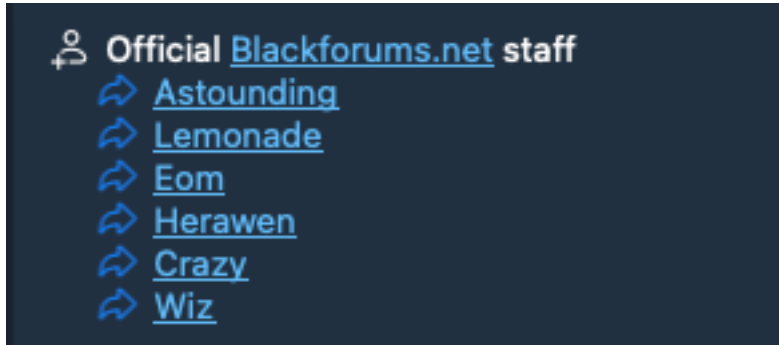 Official Blackforums.net staff
Astounding
Lemonade
Eom
Herawen
Crazy
Wiz